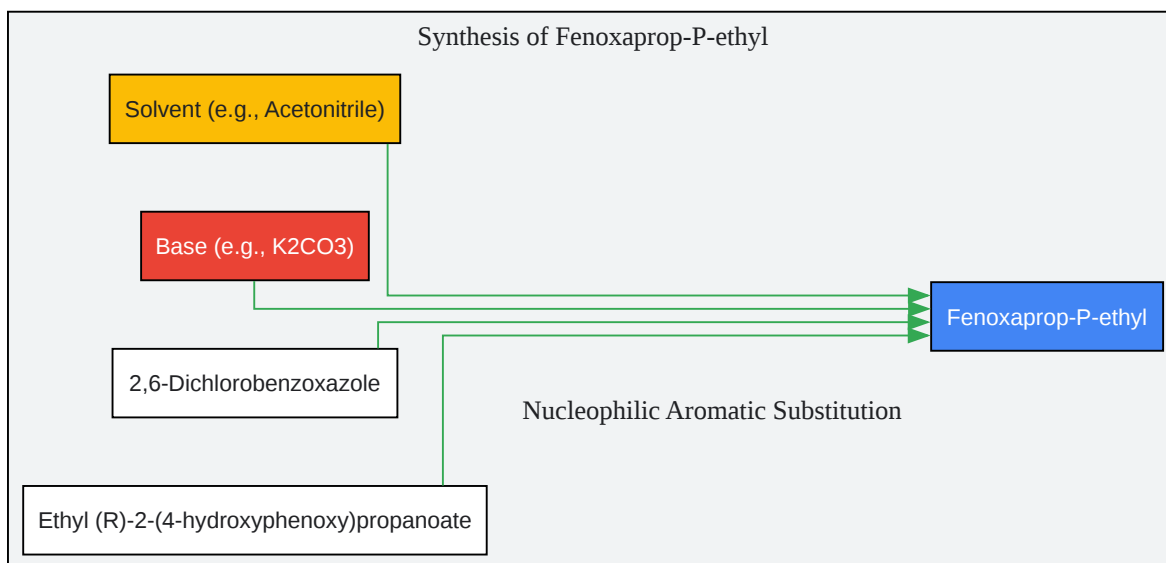 Synthesis of Fenoxaprop-P-ethyl
Solvent (e.g., Acetonitrile)
Base (e.g., K2CO3)
Fenoxaprop-P-ethyl
2,6-Dichlorobenzoxazole
Nucleophilic Aromatic Substitution
Ethyl (R)-2-(4-hydroxyphenoxy)propanoate